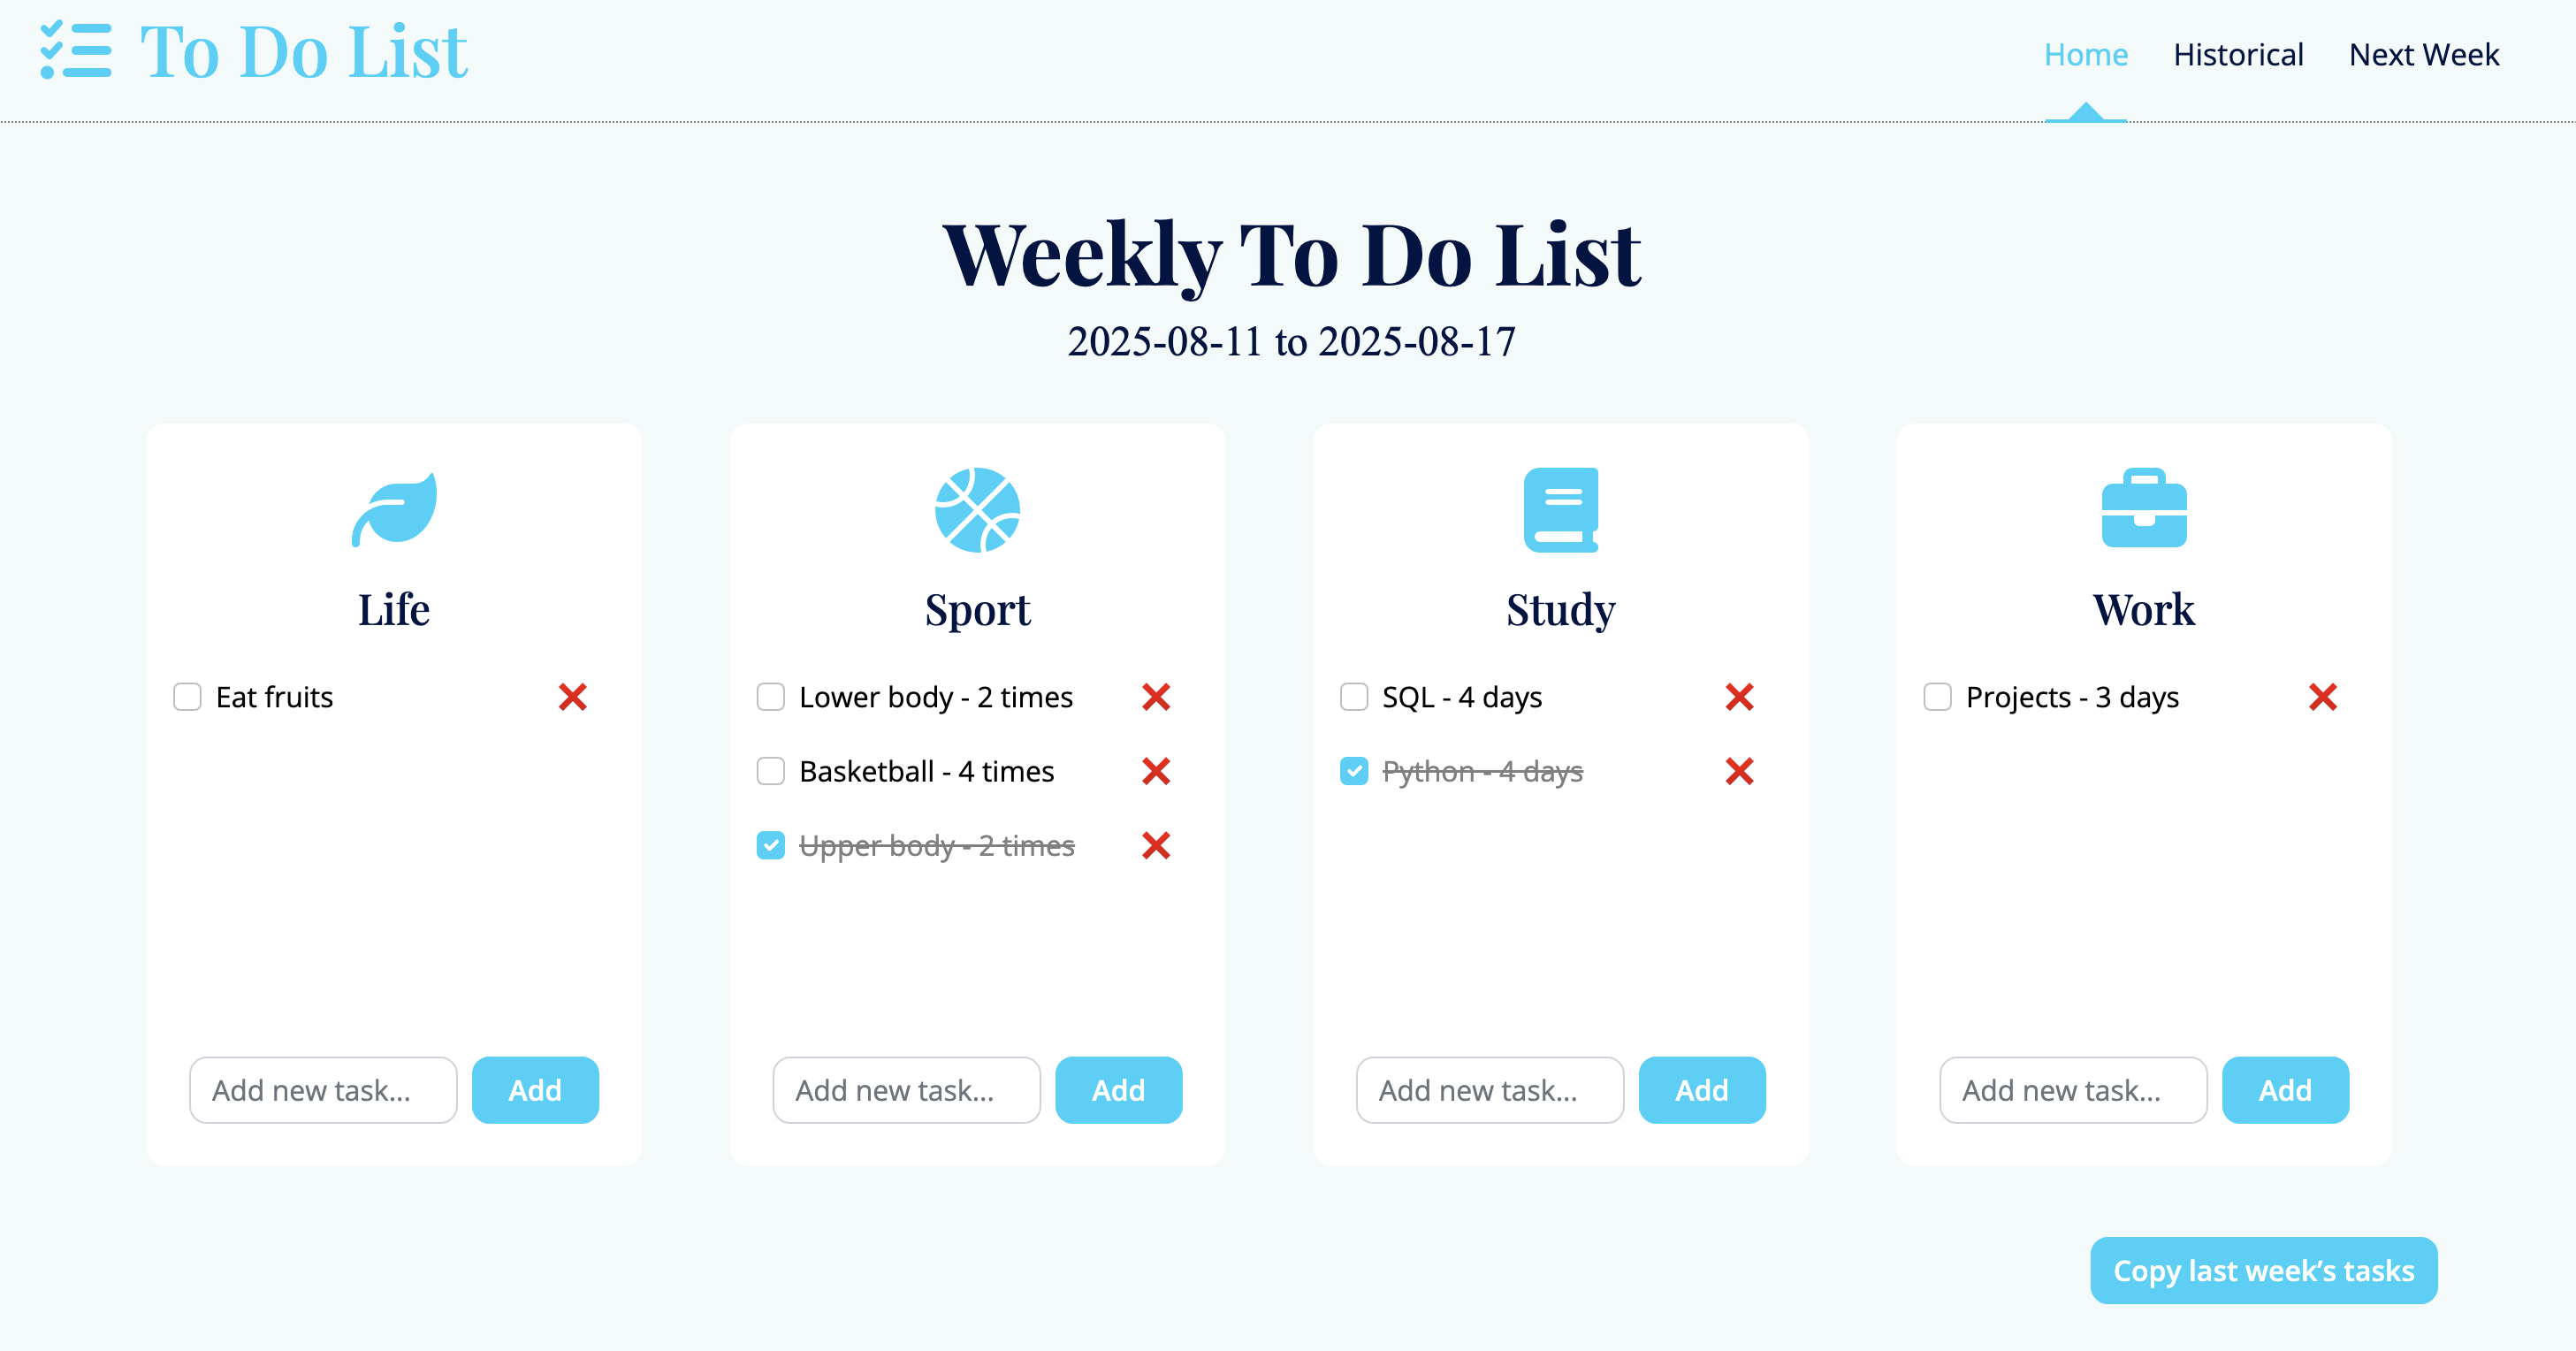 To Do List
Home Historical Next Week
Weekly To Do List
2025-08-11 to 2025-08-17
Life
Eat fruits
Add new task...
Add
Sport
Lower body - 2 times
Basketball - 4 times
Upper body - 2 times
Add new task...
Add
Study
SQL - 4 days
Python - 4 days
Add new task...
Add
Work
Projects - 3 days
Add new task...
Add
Copy last week’s tasks